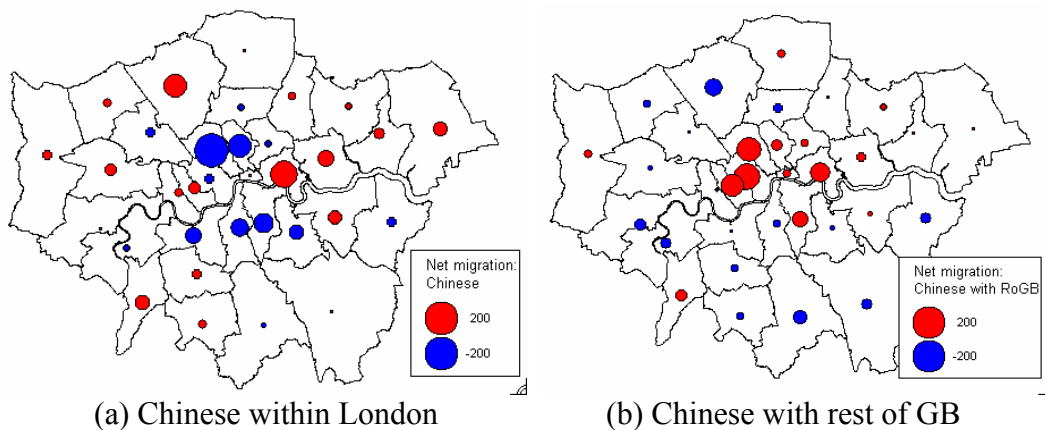 Net migration:
Chinese
200
-200
Net migration:
Chinese with RoGB
200
-200
(a) Chinese within London
(b) Chinese with rest of GB